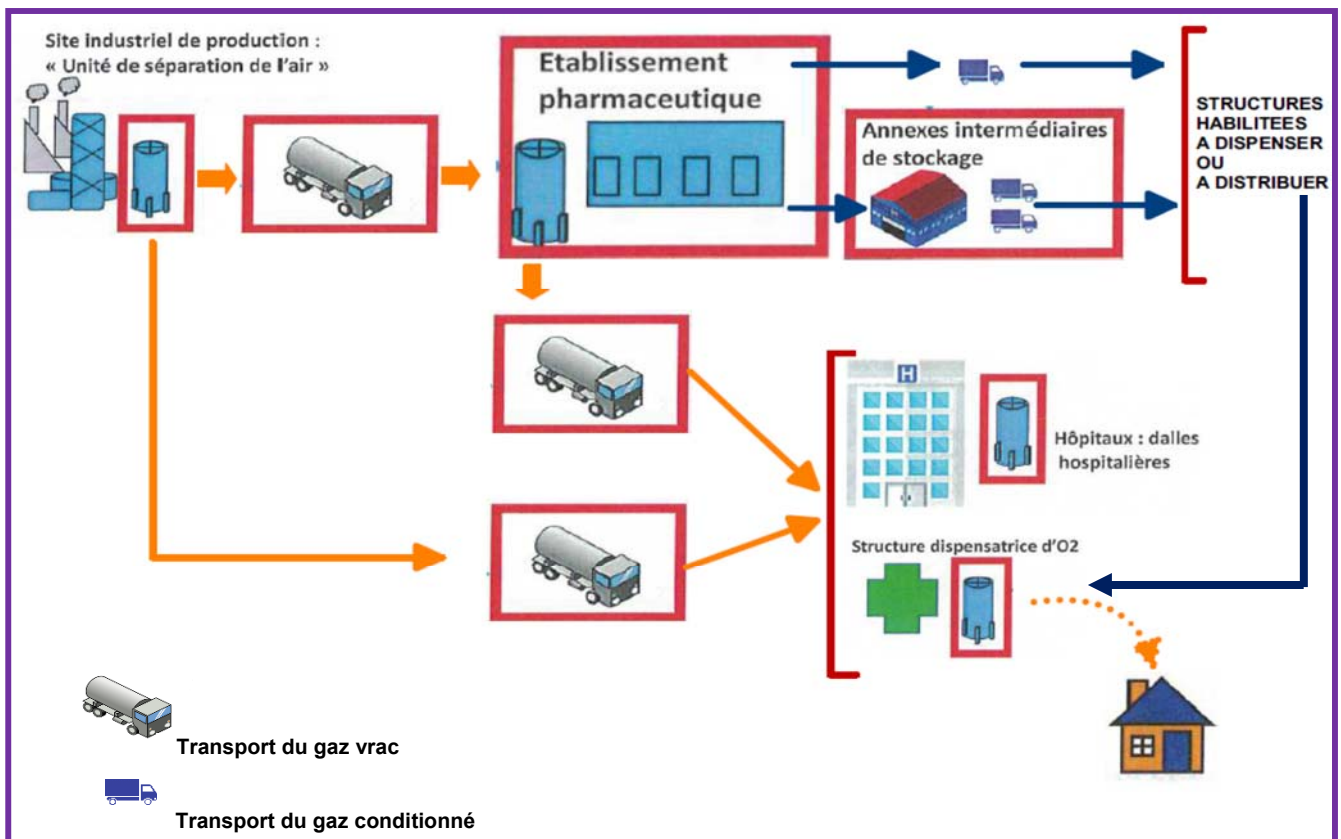 Site industriel de production :
« Unité de séparation de l'air »
Etablissement
pharmaceutique
Annexes intermédiaires
de stockage
STRUCTURES
HABILITEES
A DISPENSER
OU
A DISTRIBUER
H
Hôpitaux : dalles
hospitalières
Structure dispensatrice d'O2
Transport du gaz vrac
Transport du gaz conditionné